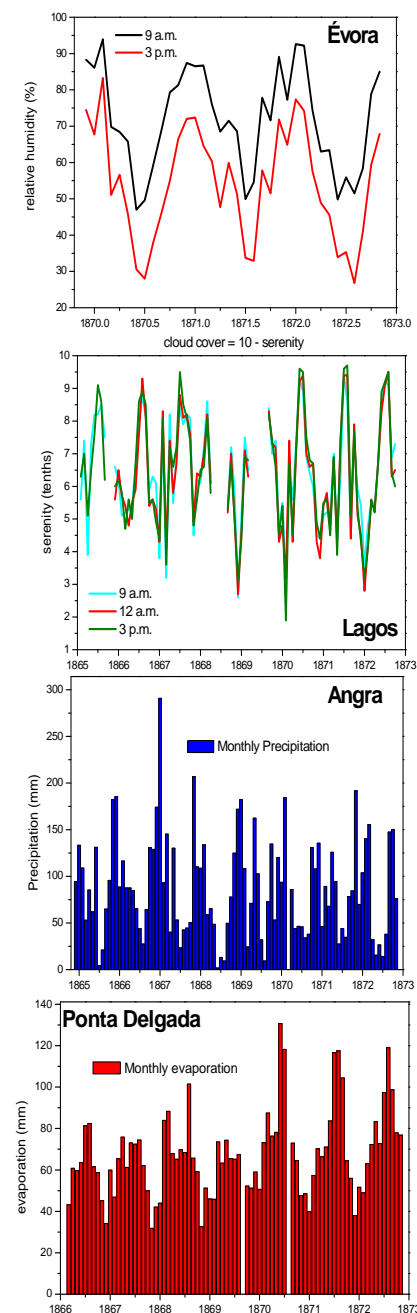 Évora
9 a.m.
3 p.m.
relative humidity (%)
100
90
80
70
60
50
40
30
20
1870.0 1870.5 1871.0 1871.5 1872.0 1872.5 1873.0
cloud cover = 10 - serenity
10
9
8
7
6
5
4
3
2
1
serenity (tenths)
9 a.m.
12 a.m.
3 p.m.
Lagos
1865 1866 1867 1868 1869 1870 1871 1872 1873
Angra
Monthly Precipitation
Precipitation (mm)
300
250
200
150
100
50
0
1865 1866 1867 1868 1869 1870 1871 1872 1873
Ponta Delgada
Monthly evaporation
evaporation (mm)
140
120
100
80
60
40
20
0
1866 1867 1868 1869 1870 1871 1872 1873